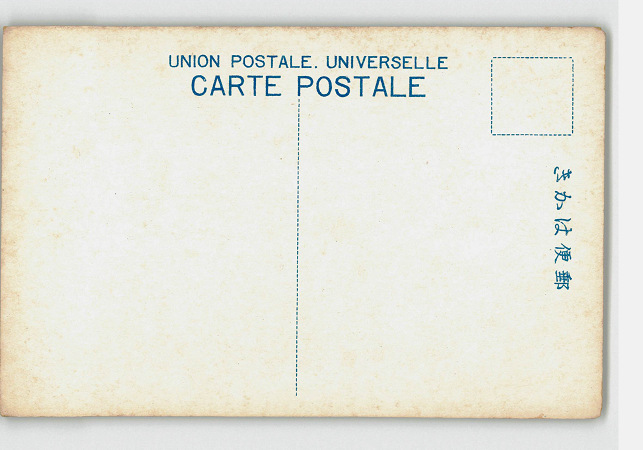 UNION POSTALE. UNIVERSELLE
CARTE POSTALE
きかは便郵